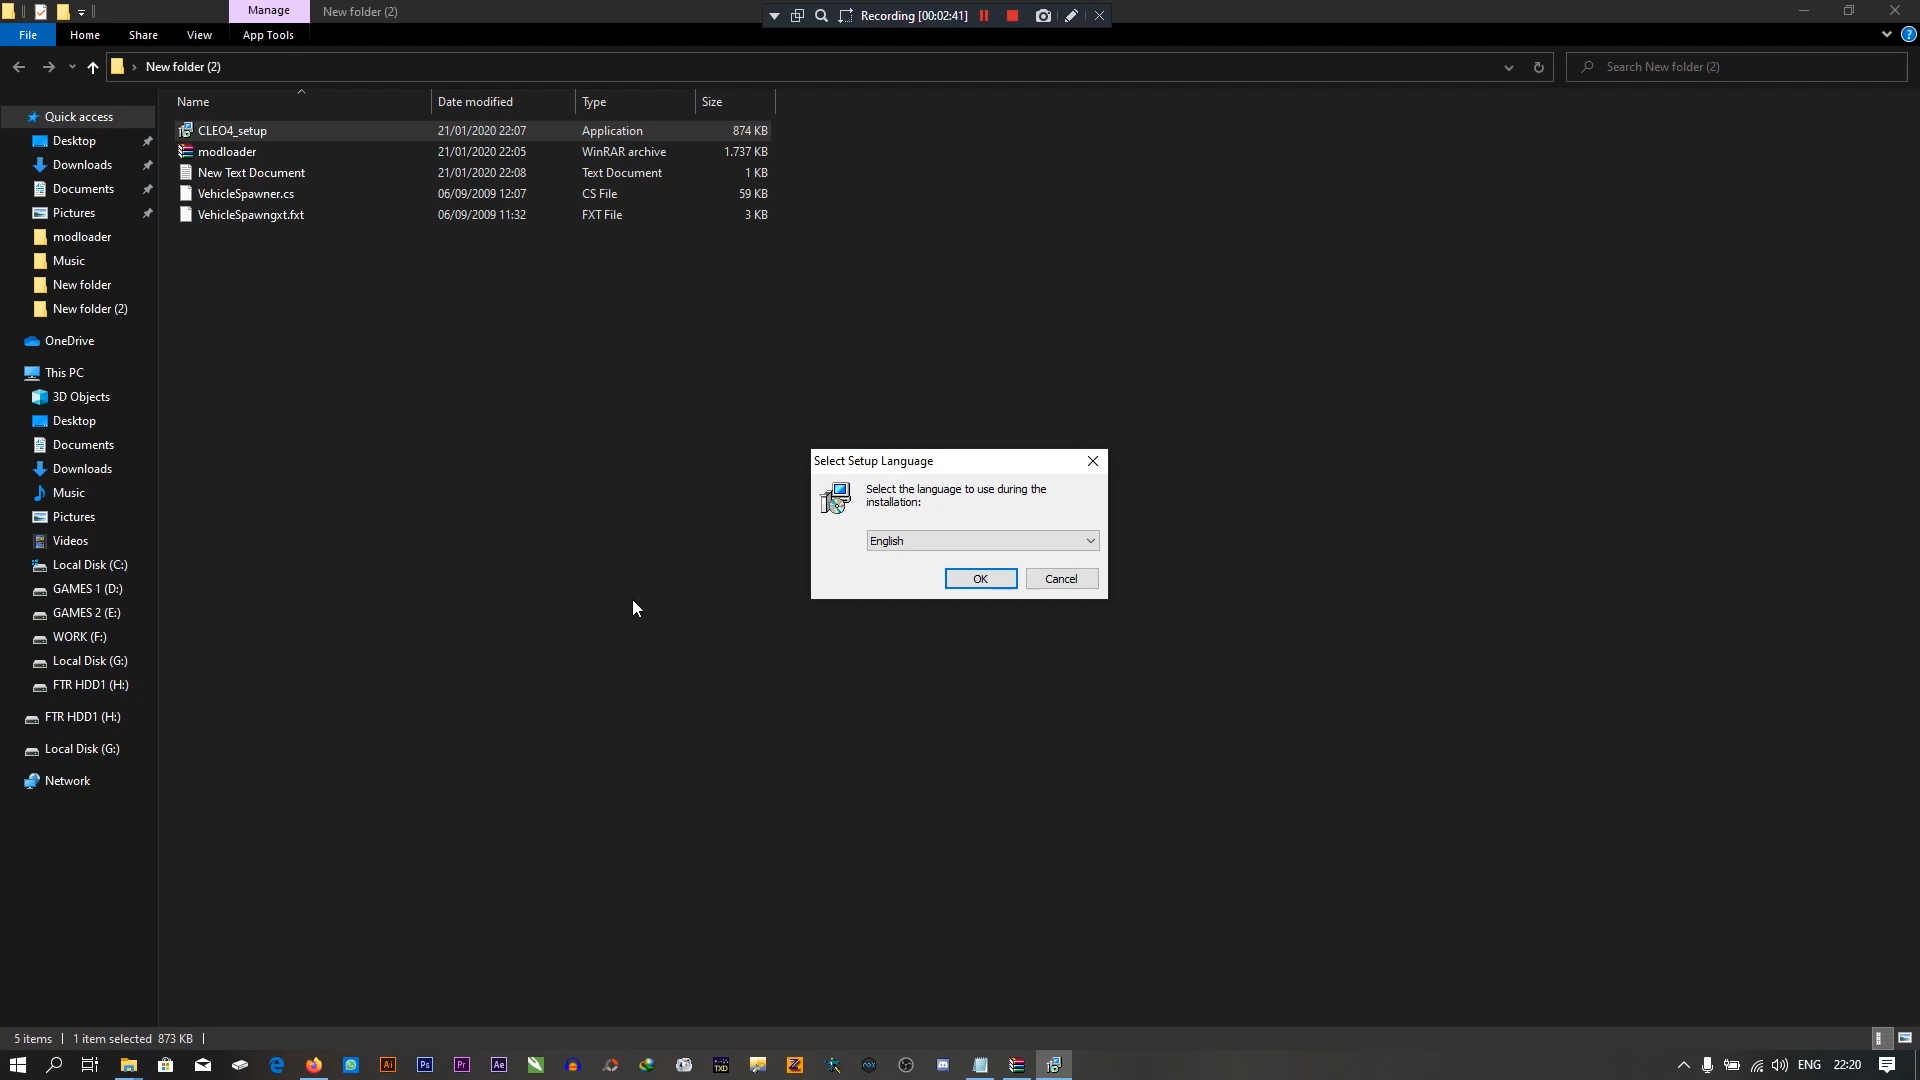 Manage
New folder (2)
Recording [00:02:41]
File
Home
Share
View
App Tools
New folder (2)
Search New folder (2)
Name
Date modified
Type
Size
CLEO4_setup
21/01/2020 22:07
Application
874 KB
modloader
21/01/2020 22:05
WinRAR archive
1.737 KB
New Text Document
21/01/2020 22:08
Text Document
1 KB
VehicleSpawner.cs
06/09/2009 12:07
CS File
59 KB
VehicleSpawngxt.fxt
06/09/2009 11:32
FXT File
3 KB
Quick access
Desktop
Downloads
Documents
Pictures
modloader
Music
New folder
New folder (2)
OneDrive
This PC
3D Objects
Desktop
Documents
Downloads
Music
Pictures
Videos
Local Disk (C:)
GAMES 1 (D:)
GAMES 2 (E:)
WORK (F:)
Local Disk (G:)
FTR HDD1 (H:)
FTR HDD1 (H:)
Local Disk (G:)
Network
Select Setup Language
Select the language to use during the
installation:
English
OK
Cancel
5 items
1 item selected 873 KB
Ai
Ps
Pr
Ae
TXD
ENG
22:20